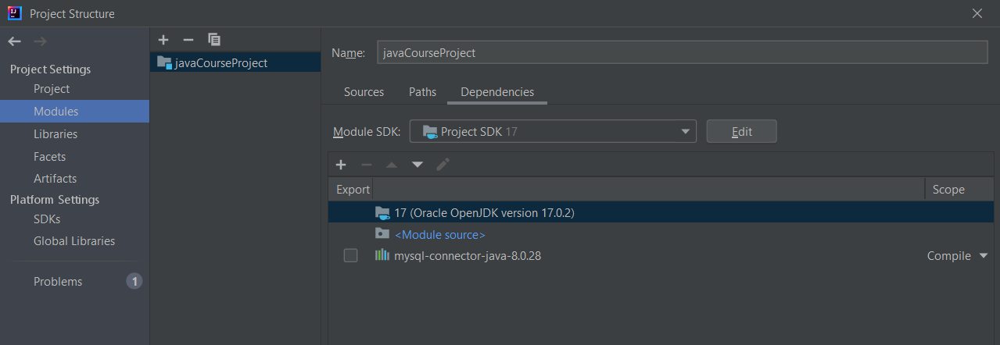 Project Structure
Project Settings
Project
Modules
Libraries
Facets
Artifacts
Platform Settings
SDKs
Global Libraries
Problems 1
javaCourseProject
Name: javaCourseProject
Sources Paths Dependencies
Module SDK: Project SDK 17 Edit
Export Scope
17 (Oracle OpenJDK version 17.0.2)
<Module source>
mysql-connector-java-8.0.28 Compile